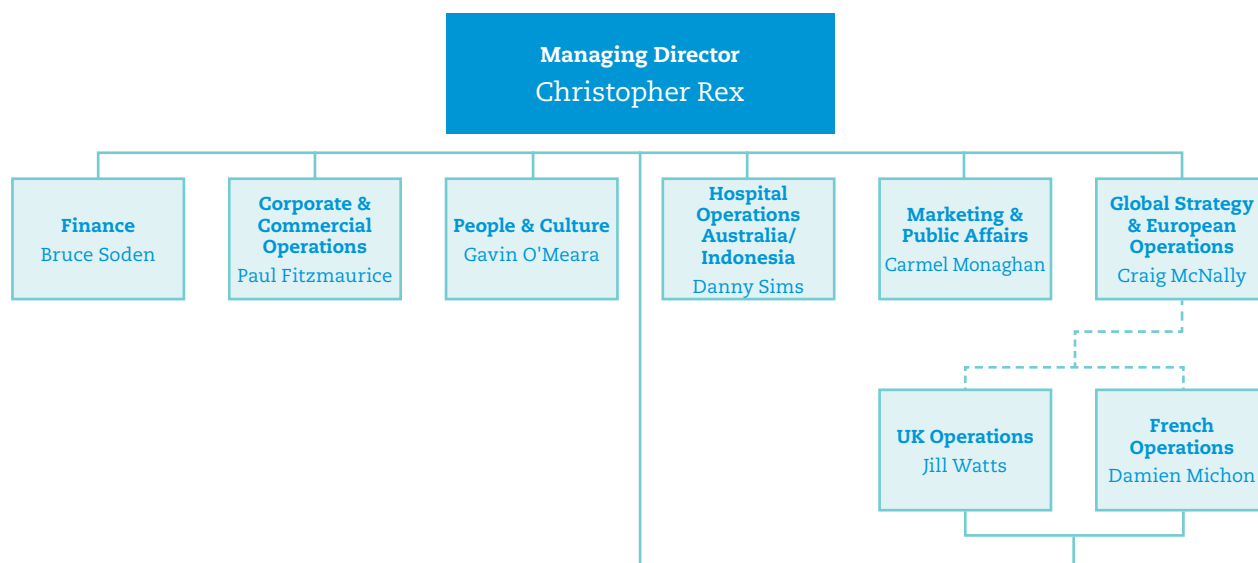 Managing Director
Christopher Rex
Finance
Bruce Soden
Corporate &
Commercial
Operations
Paul Fitzmaurice
People & Culture
Gavin O'Meara
Hospital
Operations
Australia/
Indonesia
Danny Sims
Marketing &
Public Affairs
Carmel Monaghan
Global Strategy
& European
Operations
Craig McNally
UK Operations
Jill Watts
French
Operations
Damien Michon